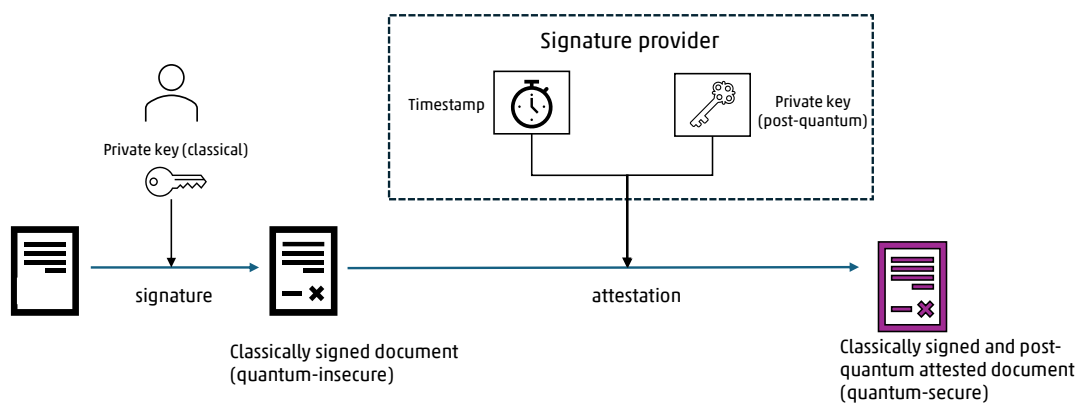 Signature provider
Timestamp
Private key
(post-quantum)
Private key (classical)
signature
attestation
Classically signed document
(quantum-insecure)
Classically signed and post-
quantum attested document
(quantum-secure)